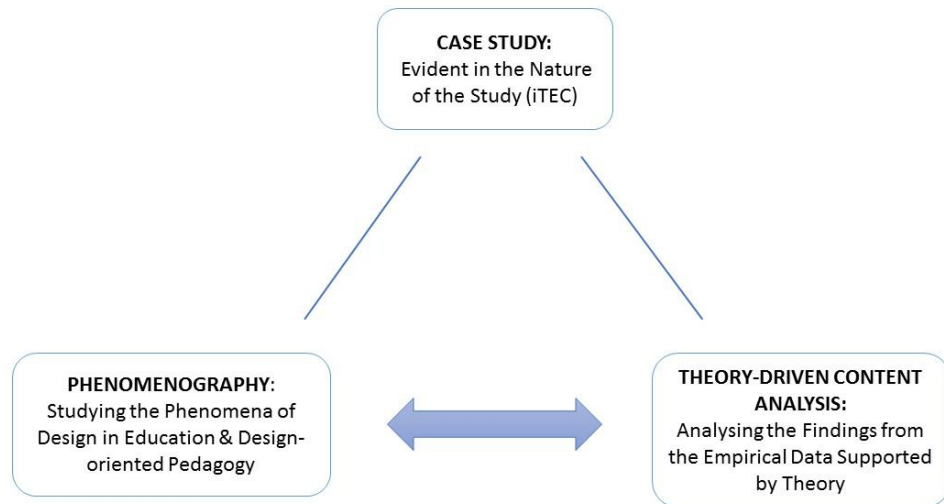 CASE STUDY:
Evident in the Nature
of the Study (iTEC)
PHENOMENOGRAPHY:
Studying the Phenomena of
Design in Education & Design-
oriented Pedagogy
THEORY-DRIVEN CONTENT
ANALYSIS:
Analysing the Findings from
the Empirical Data Supported
by Theory